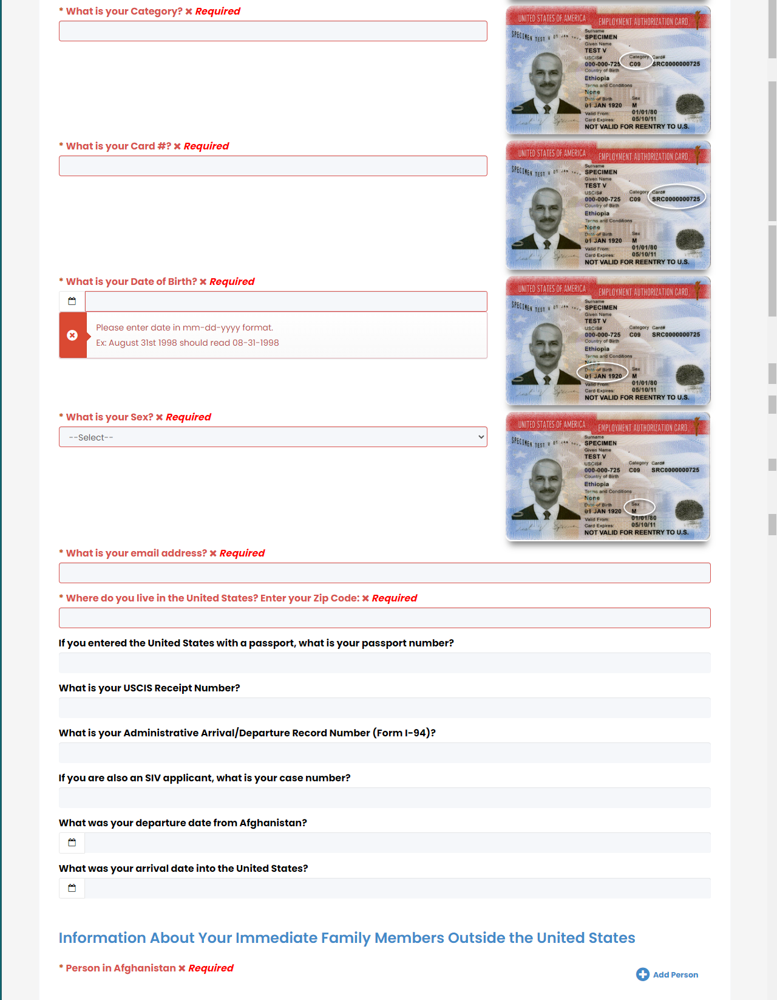 * What is your Category? ✖ Required
UNITED STATES OF AMERICA EMPLOYMENT AUTHORIZATION CARD
SPECIMEN TEST V 01 JAN
Surname
SPECIMEN
Given Name
TEST V
USCIS# Category Card#
000-000-725 C09 SRC0000000725
Country of Birth
Ethiopia
Terms and Conditions
None
Date of Birth Sex
01 JAN 1920 M
Valid From: 01/01/80
Card Expires: 05/10/11
NOT VALID FOR REENTRY TO U.S.
* What is your Card #? ✖ Required
UNITED STATES OF AMERICA EMPLOYMENT AUTHORIZATION CARD
SPECIMEN TEST V 01 JAN
Surname
SPECIMEN
Given Name
TEST V
USCIS# Category Card#
000-000-725 C09 SRC0000000725
Country of Birth
Ethiopia
Terms and Conditions
None
Date of Birth Sex
01 JAN 1920 M
Valid From: 01/01/80
Card Expires: 05/10/11
NOT VALID FOR REENTRY TO U.S.
* What is your Date of Birth? ✖ Required
Please enter date in mm-dd-yyyy format.
Ex: August 31st 1998 should read 08-31-1998
UNITED STATES OF AMERICA EMPLOYMENT AUTHORIZATION CARD
SPECIMEN TEST V 01 JAN
Surname
SPECIMEN
Given Name
TEST V
USCIS# Category Card#
000-000-725 C09 SRC0000000725
Country of Birth
Ethiopia
Terms and Conditions
None
Date of Birth Sex
01 JAN 1920 M
Valid From: 01/01/80
Card Expires: 05/10/11
NOT VALID FOR REENTRY TO U.S.
* What is your Sex? ✖ Required
--Select--
UNITED STATES OF AMERICA EMPLOYMENT AUTHORIZATION CARD
SPECIMEN TEST V 01 JAN
Surname
SPECIMEN
Given Name
TEST V
USCIS# Category Card#
000-000-725 C09 SRC0000000725
Country of Birth
Ethiopia
Terms and Conditions
None
Date of Birth Sex
01 JAN 1920 M
Valid From: 01/01/80
Card Expires: 05/10/11
NOT VALID FOR REENTRY TO U.S.
* What is your email address? ✖ Required
* Where do you live in the United States? Enter your Zip Code: ✖ Required
If you entered the United States with a passport, what is your passport number?
What is your USCIS Receipt Number?
What is your Administrative Arrival/Departure Record Number (Form I-94)?
If you are also an SIV applicant, what is your case number?
What was your departure date from Afghanistan?
What was your arrival date into the United States?
Information About Your Immediate Family Members Outside the United States
* Person in Afghanistan ✖ Required
Add Person